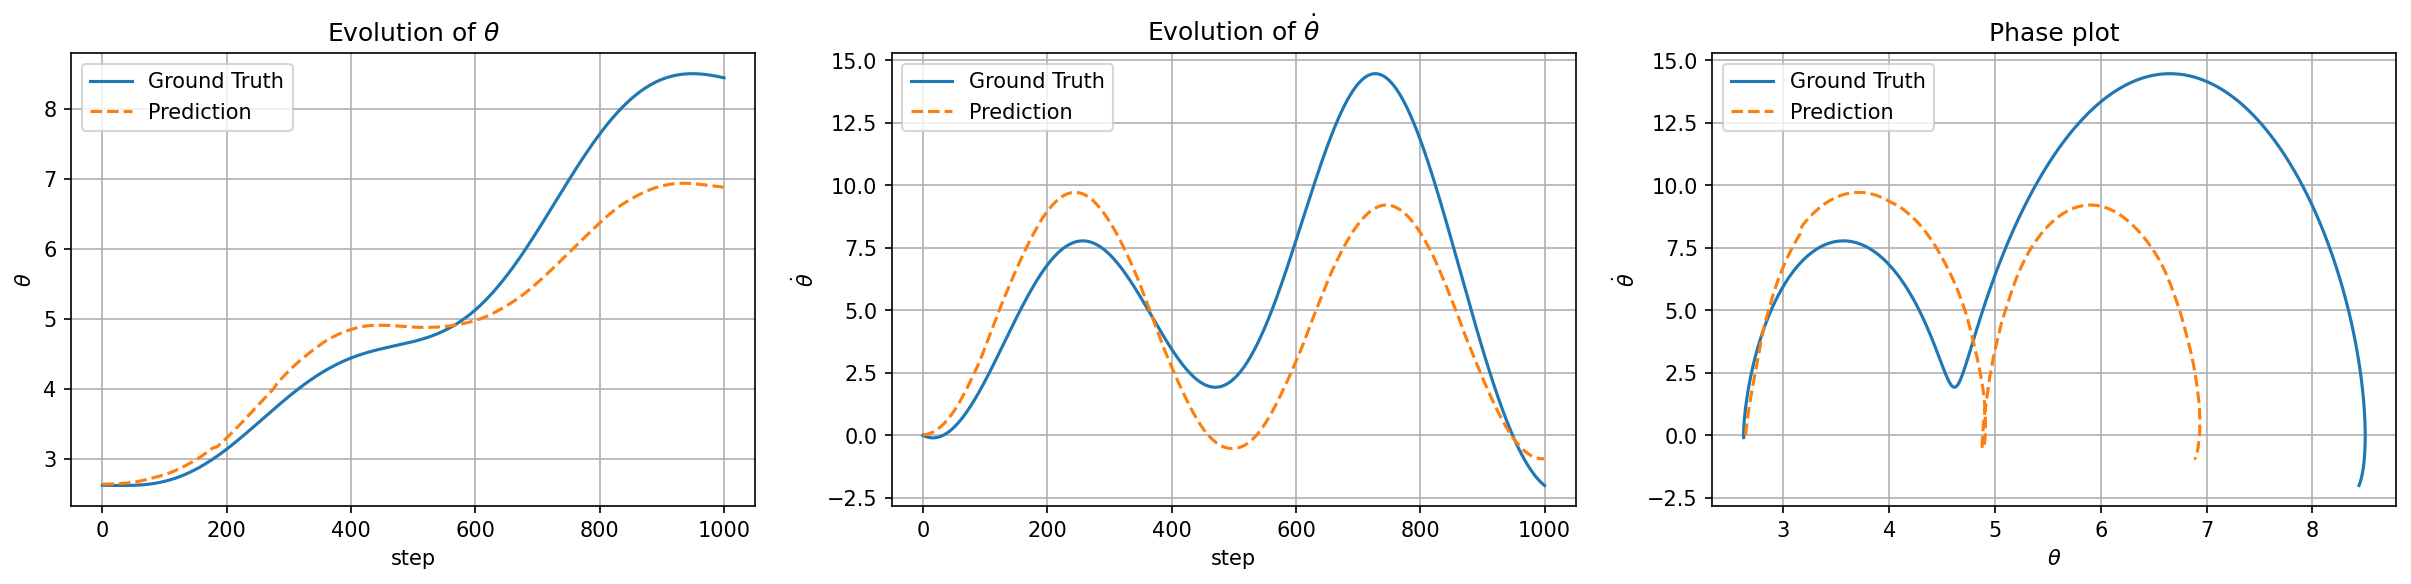 Evolution of θ
Ground Truth
Prediction
8
7
6
5
4
3
θ
0 200 400 600 800 1000
step
Evolution of θ̇
Ground Truth
Prediction
15.0
12.5
10.0
7.5
5.0
2.5
0.0
−2.5
θ̇
0 200 400 600 800 1000
step
Phase plot
Ground Truth
Prediction
15.0
12.5
10.0
7.5
5.0
2.5
0.0
−2.5
θ̇
3 4 5 6 7 8
θ